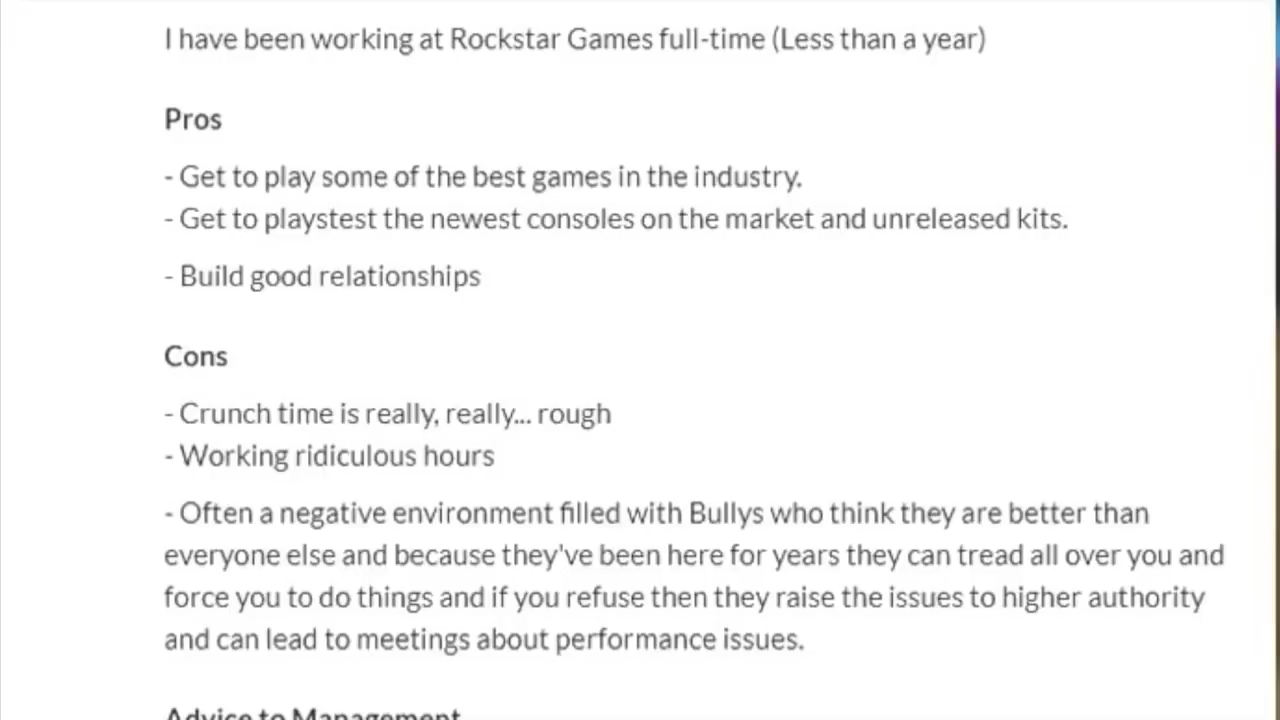 I have been working at Rockstar Games full-time (Less than a year)
Pros
- Get to play some of the best games in the industry.
- Get to playstest the newest consoles on the market and unreleased kits.
- Build good relationships
Cons
- Crunch time is really, really... rough
- Working ridiculous hours
- Often a negative environment filled with Bullys who think they are better than
everyone else and because they've been here for years they can tread all over you and
force you to do things and if you refuse then they raise the issues to higher authority
and can lead to meetings about performance issues.
Advice to Management